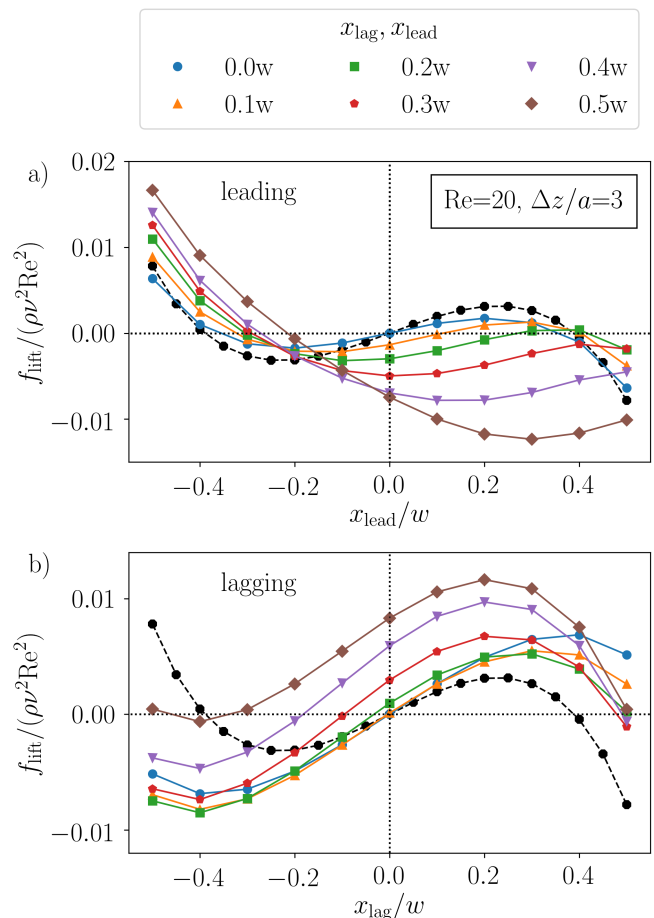 x_lag, x_lead
0.0w 0.2w 0.4w
0.1w 0.3w 0.5w
a)
leading
Re=20, Δz/a=3
0.02
0.01
0.00
−0.01
f_lift/(ρν²Re²)
−0.4 −0.2 0.0 0.2 0.4
x_lead/w
b)
lagging
0.01
0.00
−0.01
f_lift/(ρν²Re²)
−0.4 −0.2 0.0 0.2 0.4
x_lag/w